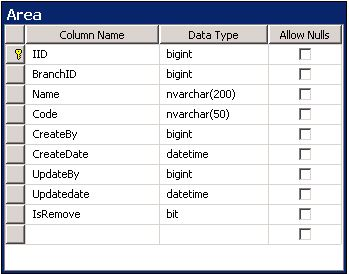 Area
Column Name Data Type Allow Nulls
IID bigint
BranchID bigint
Name nvarchar(200)
Code nvarchar(50)
CreateBy bigint
CreateDate datetime
UpdateBy bigint
Updatedate datetime
IsRemove bit